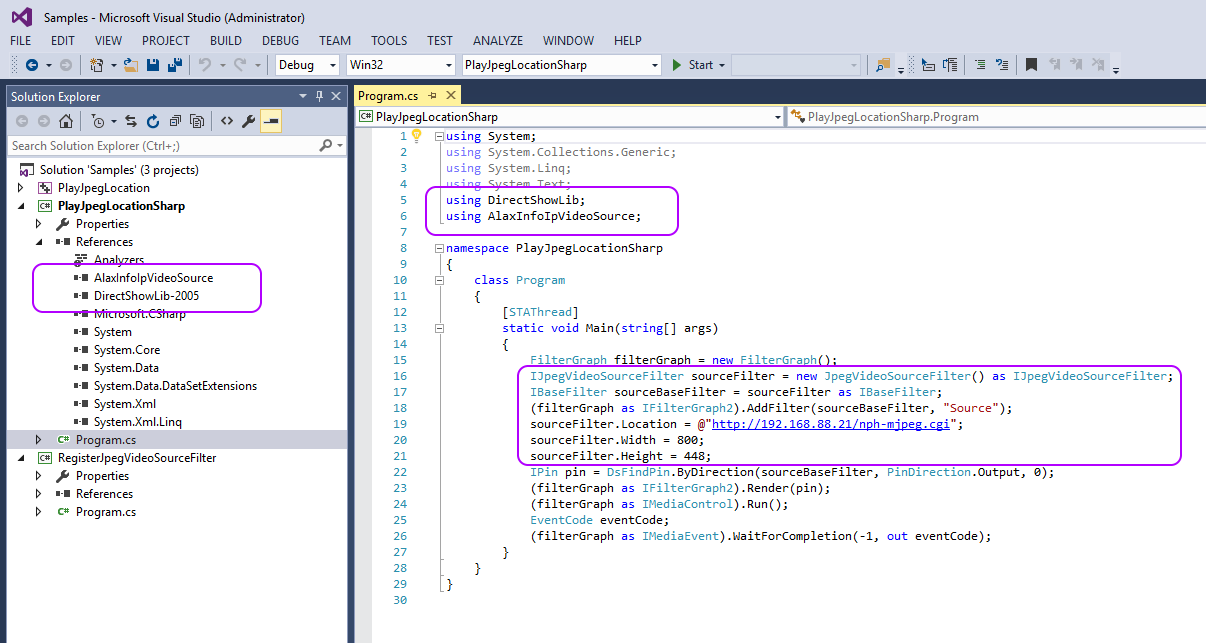 Samples - Microsoft Visual Studio (Administrator)
FILE EDIT VIEW PROJECT BUILD DEBUG TEAM TOOLS TEST ANALYZE WINDOW HELP
Debug Win32 PlayJpegLocationSharp Start
Solution Explorer
Search Solution Explorer (Ctrl+;)
Solution 'Samples' (3 projects)
PlayJpegLocation
C# PlayJpegLocationSharp
Properties
References
Analyzers
AlaxInfoIpVideoSource
DirectShowLib-2005
Microsoft.CSharp
System
System.Core
System.Data
System.Data.DataSetExtensions
System.Xml
System.Xml.Linq
C# Program.cs
C# RegisterJpegVideoSourceFilter
Properties
References
C# Program.cs
Program.cs
C# PlayJpegLocationSharp PlayJpegLocationSharp.Program
1 using System;
2 using System.Collections.Generic;
3 using System.Linq;
4 using System.Text;
5 using DirectShowLib;
6 using AlaxInfoIpVideoSource;
7
8 namespace PlayJpegLocationSharp
9 {
10 class Program
11 {
12 [STAThread]
13 static void Main(string[] args)
14 {
15 FilterGraph filterGraph = new FilterGraph();
16 IJpegVideoSourceFilter sourceFilter = new JpegVideoSourceFilter() as IJpegVideoSourceFilter;
17 IBaseFilter sourceBaseFilter = sourceFilter as IBaseFilter;
18 (filterGraph as IFilterGraph2).AddFilter(sourceBaseFilter, "Source");
19 sourceFilter.Location = @"http://192.168.88.21/nph-mjpeg.cgi";
20 sourceFilter.Width = 800;
21 sourceFilter.Height = 448;
22 IPin pin = DsFindPin.ByDirection(sourceBaseFilter, PinDirection.Output, 0);
23 (filterGraph as IFilterGraph2).Render(pin);
24 (filterGraph as IMediaControl).Run();
25 EventCode eventCode;
26 (filterGraph as IMediaEvent).WaitForCompletion(-1, out eventCode);
27 }
28 }
29 }
30